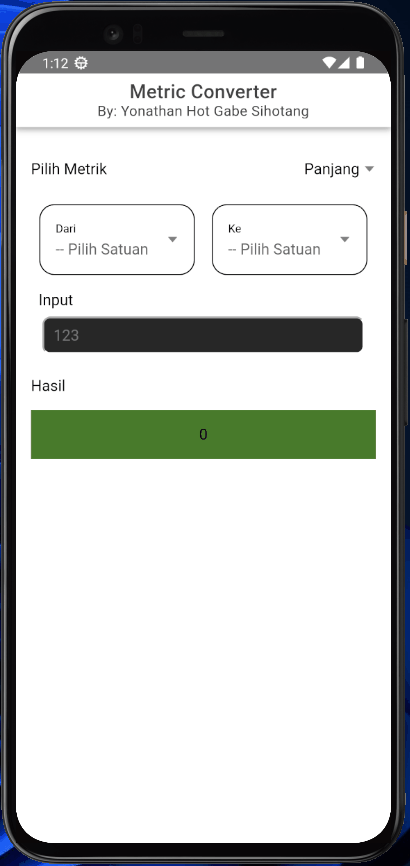 1:12
Metric Converter
By: Yonathan Hot Gabe Sihotang
Pilih Metrik Panjang
Dari Ke
-- Pilih Satuan -- Pilih Satuan
Input
123
Hasil
0